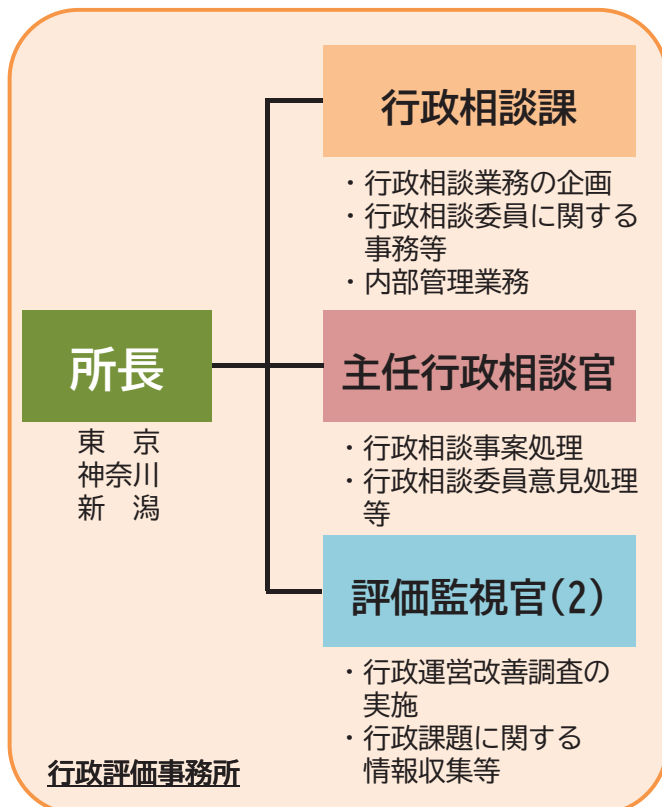 行政相談課
・行政相談業務の企画
・行政相談委員に関する
事務等
・内部管理業務
所長
東　京
神奈川
新　潟
主任行政相談官
・行政相談事案処理
・行政相談委員意見処理
等
評価監視官(2)
・行政運営改善調査の
実施
・行政課題に関する
情報収集等
行政評価事務所